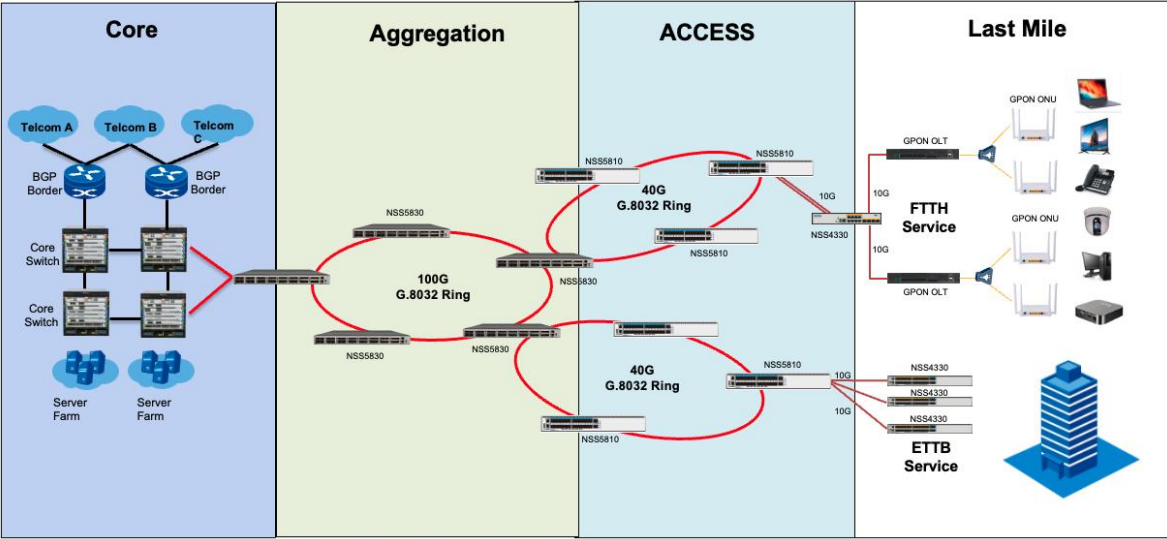 Core
Aggregation
ACCESS
Last Mile
Telcom A
Telcom B
Telcom
C
BGP
Border
BGP
Border
Core
Switch
Core
Switch
Server
Farm
Server
Farm
NSS5830
100G
G.8032 Ring
NSS5830
NSS5830
NSS5830
NSS5810
NSS5810
40G
G.8032 Ring
NSS5810
10G
NSS4330
40G
G.8032 Ring
NSS5810
NSS5810
GPON OLT
10G
FTTH
Service
10G
GPON OLT
GPON ONU
GPON ONU
10G
10G
NSS4330
NSS4330
NSS4330
ETTB
Service